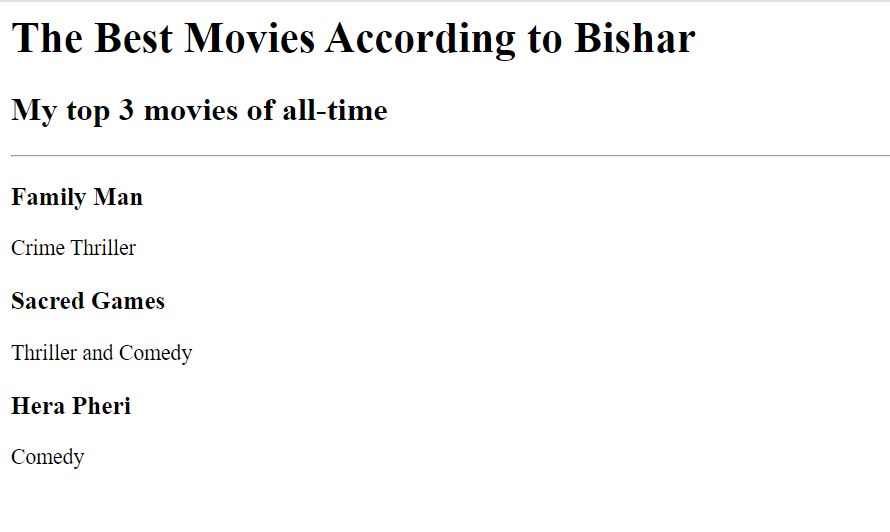 The Best Movies According to Bishar
My top 3 movies of all-time
Family Man
Crime Thriller
Sacred Games
Thriller and Comedy
Hera Pheri
Comedy